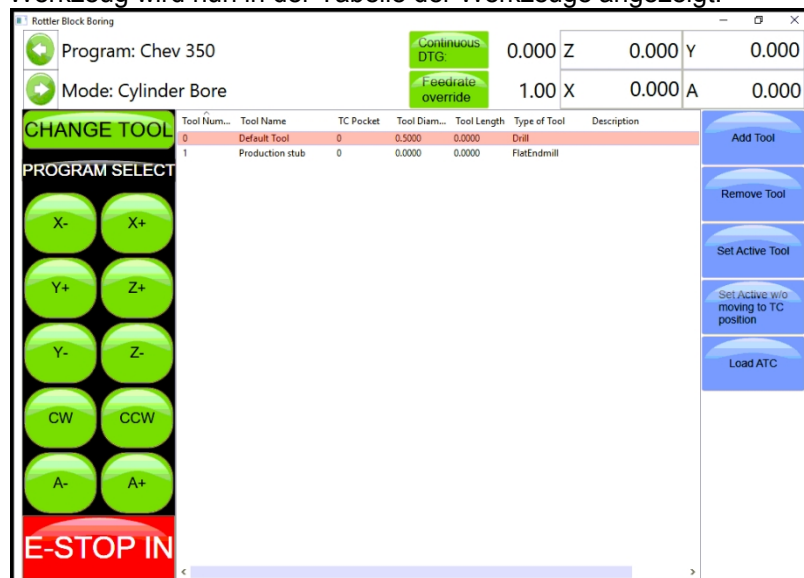 Werkzeug wird nun in der Tabelle der Werkzeuge angezeigt.
Rottler Block Boring
Program: Chev 350
Continuous DTG:
0.000 Z 0.000 Y 0.000
Mode: Cylinder Bore
Feedrate override
1.00 X 0.000 A 0.000
CHANGE TOOL
PROGRAM SELECT
X- X+
Y+ Z+
Y- Z-
CW CCW
A- A+
E-STOP IN
Tool Num... Tool Name TC Pocket Tool Diam... Tool Length Type of Tool Description
0 Default Tool 0 0.5000 0.0000 Drill
1 Production stub 0 0.0000 0.0000 FlatEndmill
Add Tool
Remove Tool
Set Active Tool
Set Active w/o
moving to TC
position
Load ATC